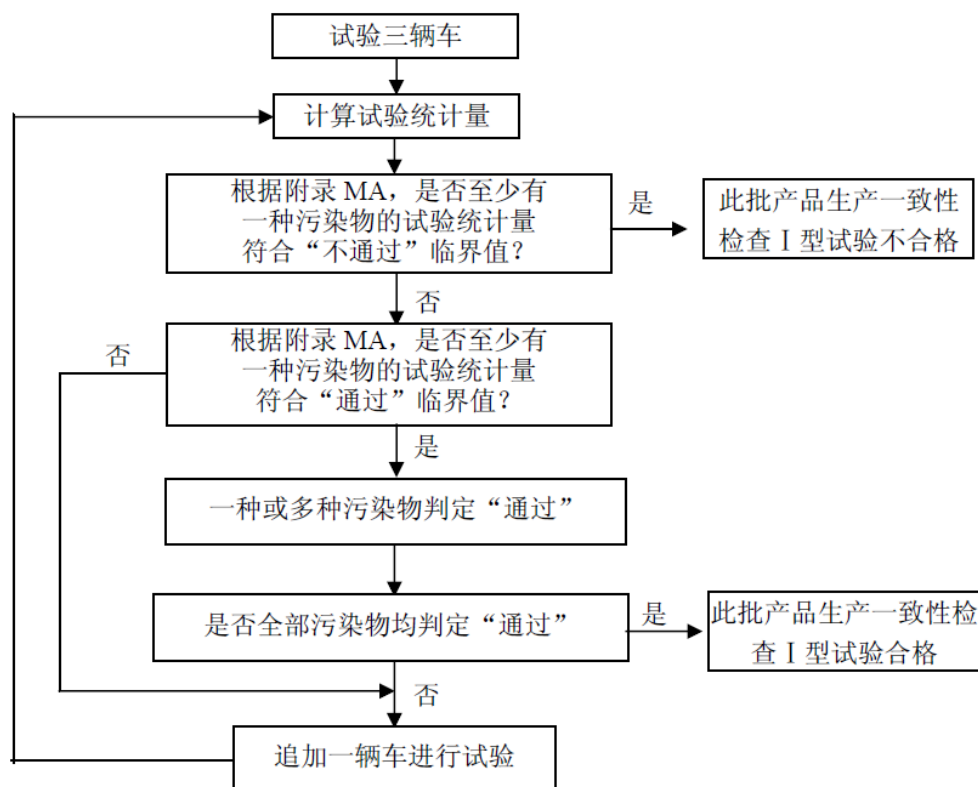 试验三辆车
计算试验统计量
根据附录 MA，是否至少有
一种污染物的试验统计量
符合“不通过”临界值？
是
此批产品生产一致性
检查Ⅰ型试验不合格
否
根据附录 MA，是否至少有
一种污染物的试验统计量
符合“通过”临界值？
否
是
一种或多种污染物判定“通过”
是否全部污染物均判定“通过”
是
此批产品生产一致性检
查Ⅰ型试验合格
否
追加一辆车进行试验